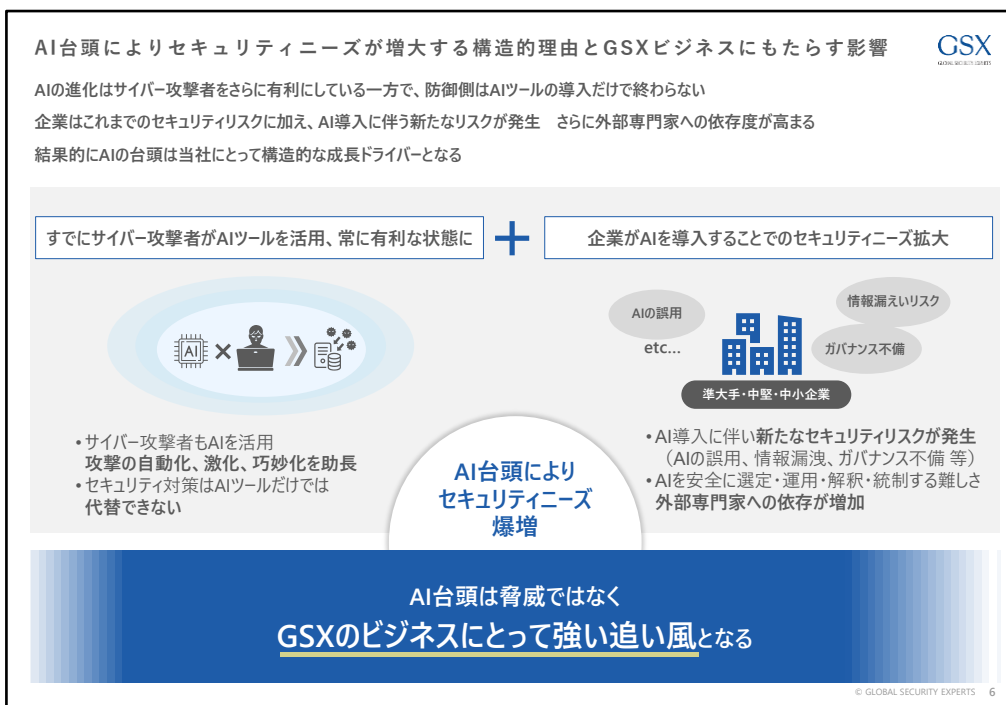 AI台頭によりセキュリティニーズが増大する構造的理由とGSXビジネスにもたらす影響
GSX
GLOBAL SECURITY EXPERTS
AIの進化はサイバー攻撃者をさらに有利にしている一方で、防御側はAIツールの導入だけで終わらない
企業はこれまでのセキュリティリスクに加え、AI導入に伴う新たなリスクが発生 さらに外部専門家への依存度が高まる
結果的にAIの台頭は当社にとって構造的な成長ドライバーとなる
すでにサイバー攻撃者がAIツールを活用、常に有利な状態に
+
企業がAIを導入することでのセキュリティニーズ拡大
AI
×
AIの誤用
etc...
情報漏えいリスク
ガバナンス不備
準大手・中堅・中小企業
•サイバー攻撃者もAIを活用
攻撃の自動化、激化、巧妙化を助長
•セキュリティ対策はAIツールだけでは
代替できない
AI台頭により
セキュリティニーズ
爆増
•AI導入に伴い新たなセキュリティリスクが発生
（AIの誤用、情報漏洩、ガバナンス不備 等）
•AIを安全に選定・運用・解釈・統制する難しさ
外部専門家への依存が増加
AI台頭は脅威ではなく
GSXのビジネスにとって強い追い風となる
© GLOBAL SECURITY EXPERTS 6